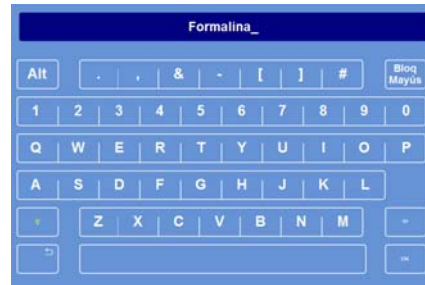 Formalina_
Alt . , & - [ ] # Bloq Mayús
1 2 3 4 5 6 7 8 9 0
Q W E R T Y U I O P
A S D F G H J K L
Z X C V B N M